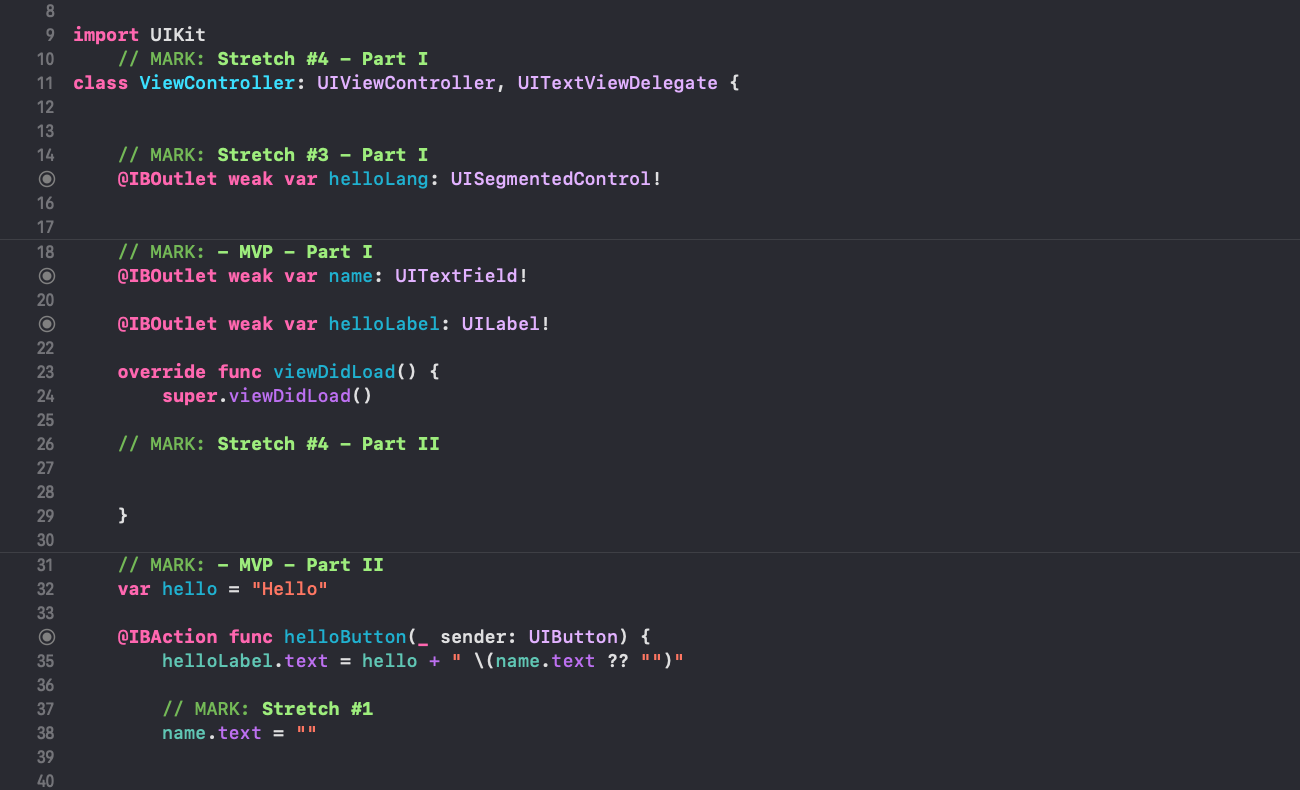 8
9 import UIKit
10     // MARK: Stretch #4 – Part I
11 class ViewController: UIViewController, UITextViewDelegate {
12
13
14     // MARK: Stretch #3 – Part I
    @IBOutlet weak var helloLang: UISegmentedControl!
16
17
18     // MARK: – MVP – Part I
    @IBOutlet weak var name: UITextField!
20
    @IBOutlet weak var helloLabel: UILabel!
22
23     override func viewDidLoad() {
24         super.viewDidLoad()
25
26     // MARK: Stretch #4 – Part II
27
28
29     }
30
31     // MARK: – MVP – Part II
32     var hello = "Hello"
33
    @IBAction func helloButton(_ sender: UIButton) {
35         helloLabel.text = hello + " \(name.text ?? "")"
36
37         // MARK: Stretch #1
38         name.text = ""
39
40